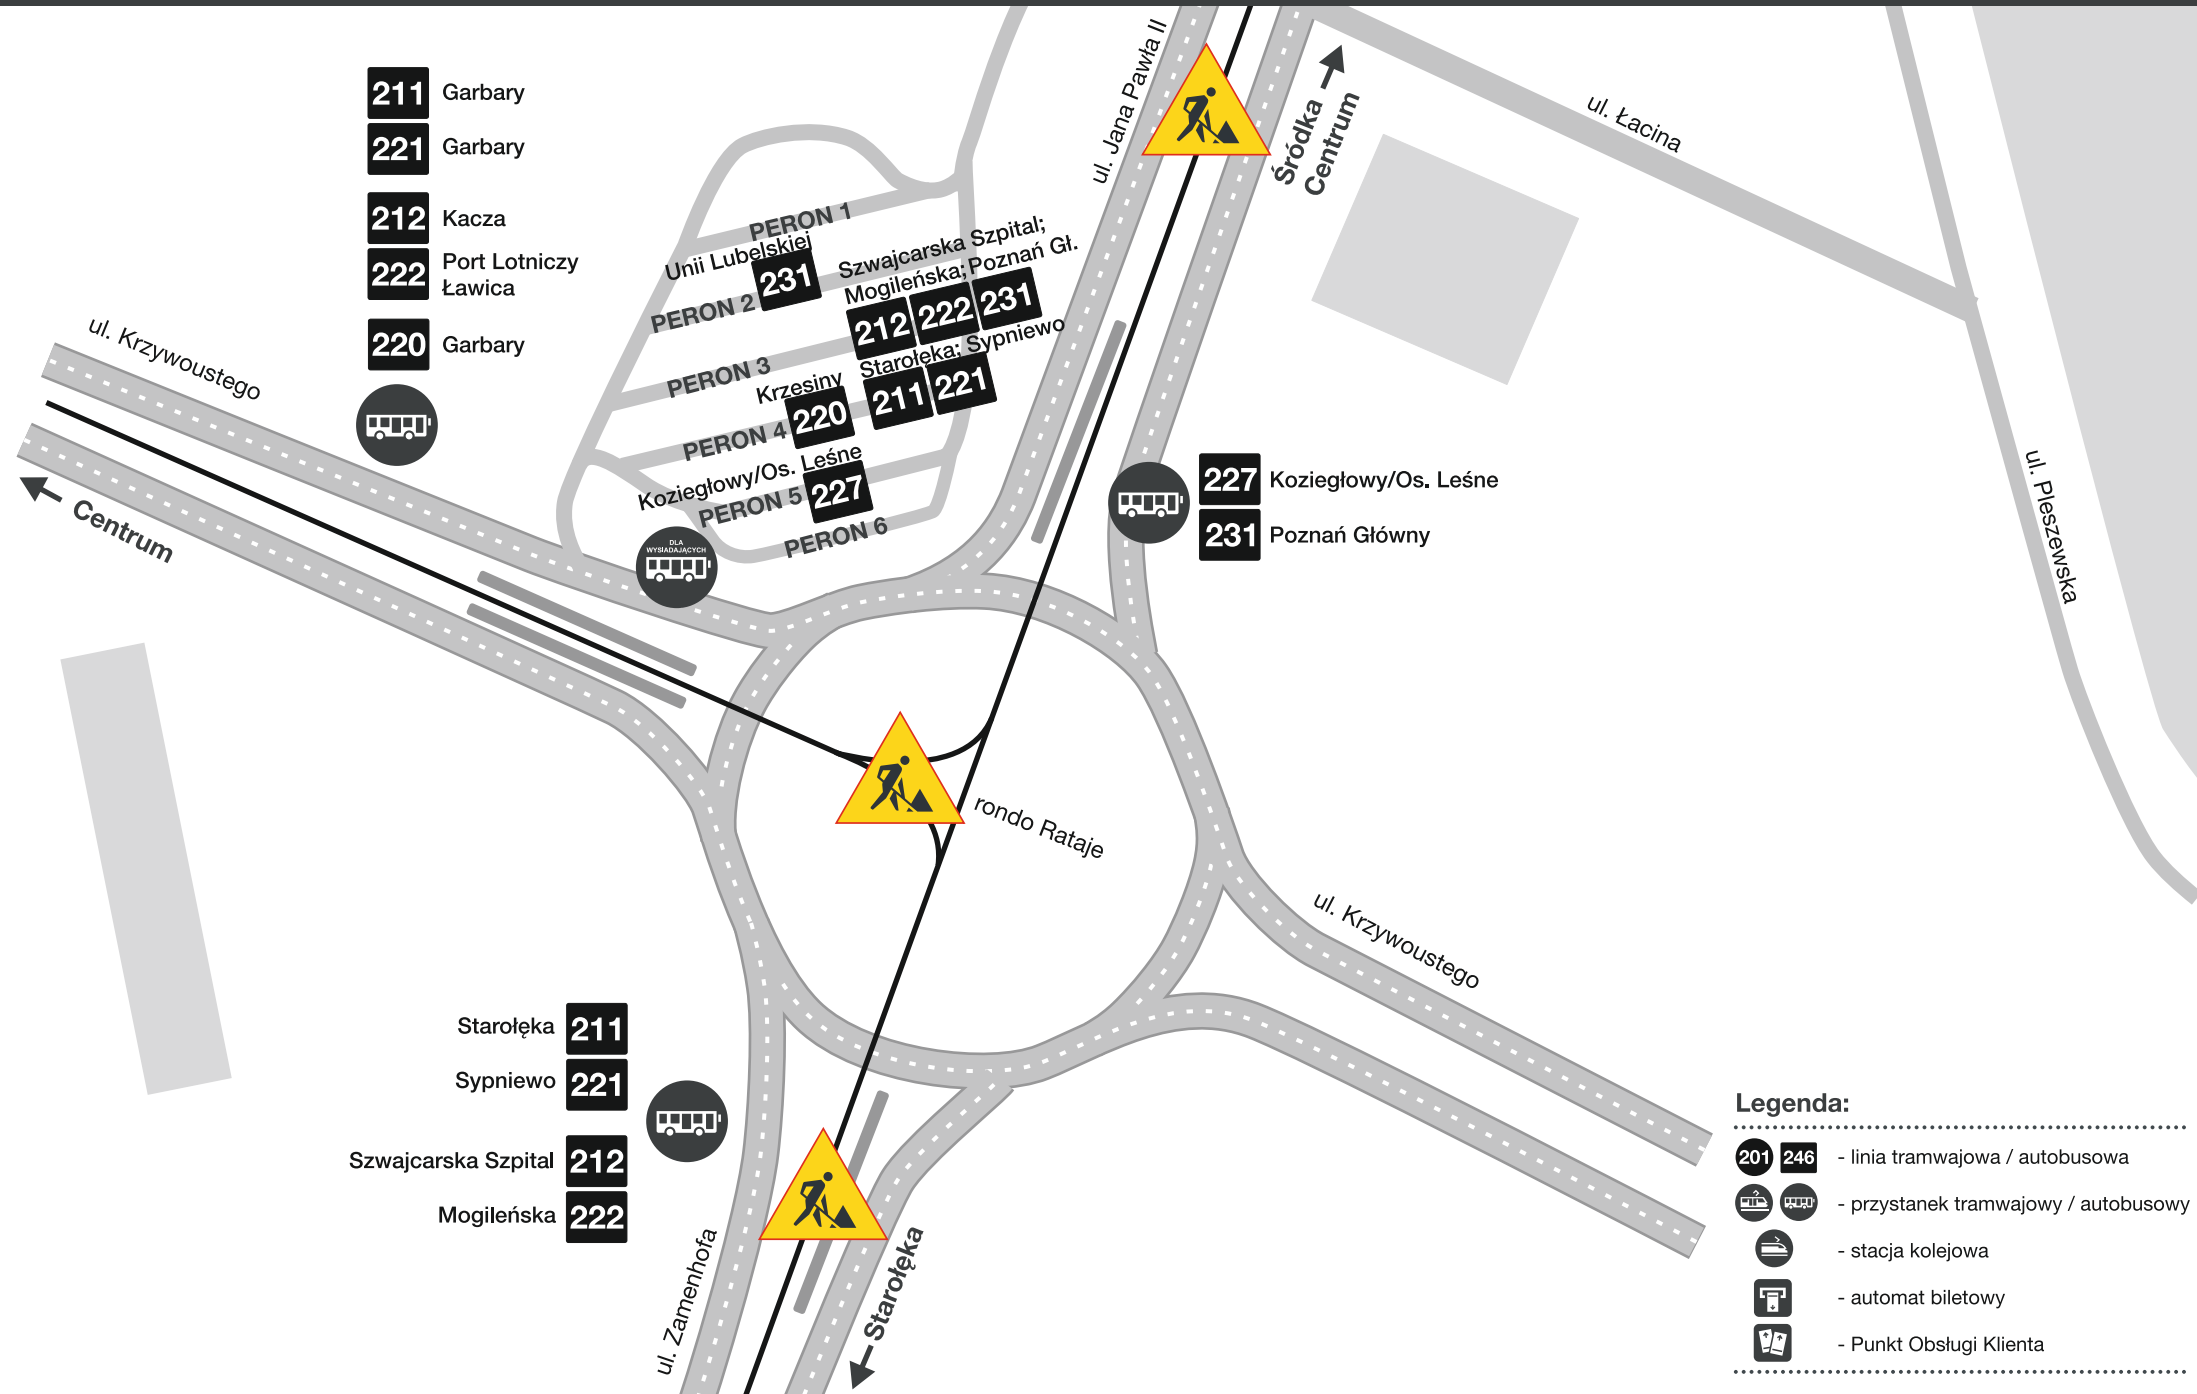 211 Garbary
221 Garbary
212 Kacza
222 Port Lotniczy
Ławica
220 Garbary
ul. Krzywoustego
Centrum
PERON 1
Unii Lubelskiej
231
PERON 2
Szwajcarska Szpital;
Mogileńska; Poznań Gł.
212 222 231
PERON 3
Starołęka; Sypniewo
211 221
Krzesiny
220
PERON 4
Koziegłowy/Os. Leśne
227
PERON 5
PERON 6
DLA
WYSIADAJĄCYCH
ul. Jana Pawła II
Śródka
Centrum
ul. Łacina
ul. Pleszewska
227 Koziegłowy/Os. Leśne
231 Poznań Główny
rondo Rataje
ul. Krzywoustego
Starołęka 211
Sypniewo 221
Szwajcarska Szpital 212
Mogileńska 222
ul. Zamenhofa
Starołęka
Legenda:
201 246 - linia tramwajowa / autobusowa
- przystanek tramwajowy / autobusowy
- stacja kolejowa
- automat biletowy
- Punkt Obsługi Klienta